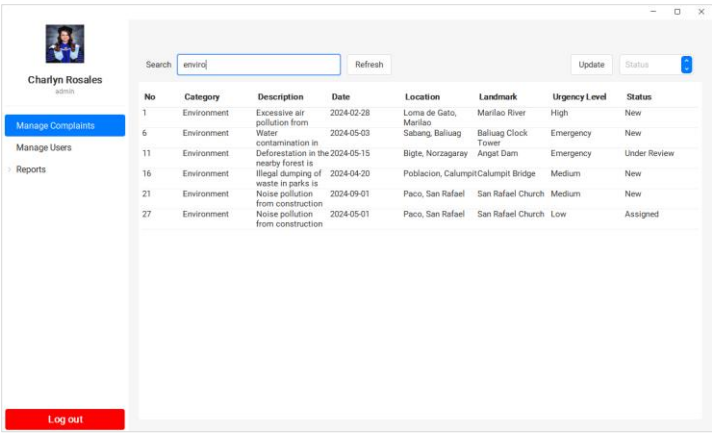 Charlyn Rosales
admin
Manage Complaints
Manage Users
Reports
Log out
Search enviro Refresh Update Status
No Category Description Date Location Landmark Urgency Level Status
1 Environment Excessive air 2024-02-28 Loma de Gato, Marilao River High New
pollution from Marilao
6 Environment Water 2024-05-03 Sabang, Baliuag Baliuag Clock Emergency New
contamination in Tower
11 Environment Deforestation in the 2024-05-15 Bigte, Norzagaray Angat Dam Emergency Under Review
nearby forest is
16 Environment Illegal dumping of 2024-04-20 Poblacion, Calumpit Calumpit Bridge Medium New
waste in parks is
21 Environment Noise pollution 2024-09-01 Paco, San Rafael San Rafael Church Medium New
from construction
27 Environment Noise pollution 2024-05-01 Paco, San Rafael San Rafael Church Low Assigned
from construction